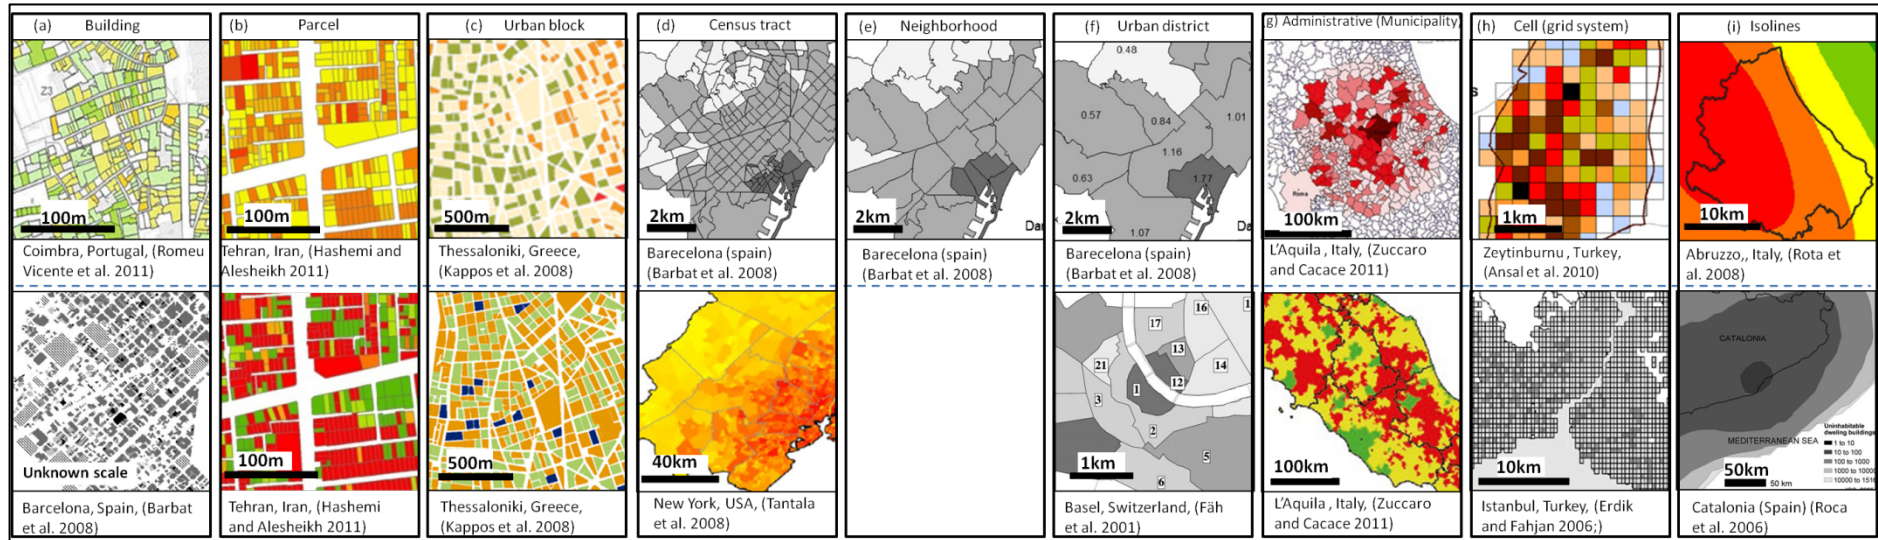 (a) Building
(b) Parcel
(c) Urban block
(d) Census tract
(e) Neighborhood
(f) Urban district
g) Administrative (Municipality)
(h) Cell (grid system)
(i) Isolines
Z3
100m
100m
500m
2km
2km
0.48
0.57
0.84
1.01
1.16
0.63
1.77
1.07
2km
Roma
100km
1km
10km
Coimbra, Portugal, (Romeu
Vicente et al. 2011)
Tehran, Iran, (Hashemi and
Alesheikh 2011)
Thessaloniki, Greece,
(Kappos et al. 2008)
Barecelona (spain)
(Barbat et al. 2008)
Barecelona (spain)
(Barbat et al. 2008)
Barecelona (spain)
(Barbat et al. 2008)
L'Aquila , Italy, (Zuccaro
and Cacace 2011)
Zeytinburnu, Turkey,
(Ansal et al. 2010)
Abruzzo,, Italy, (Rota et
al. 2008)
Unknown scale
100m
500m
40km
16
17
13
21
14
12
1
3
2
5
6
1km
100km
10km
CATALONIA
MEDITERRANEAN SEA
Uninhabitable
dweling buildings
1 to 10
10 to 100
100 to 1000
1000 to 10000
50km
50 km
Barcelona, Spain, (Barbat
et al. 2008)
Tehran, Iran, (Hashemi
and Alesheikh 2011)
Thessaloniki, Greece,
(Kappos et al. 2008)
New York, USA, (Tantala
et al. 2008)
Basel, Switzerland, (Fäh
et al. 2001)
L'Aquila, Italy, (Zuccaro
and Cacace 2011)
Istanbul, Turkey, (Erdik
and Fahjan 2006;)
Catalonia (Spain) (Roca
et al. 2006)